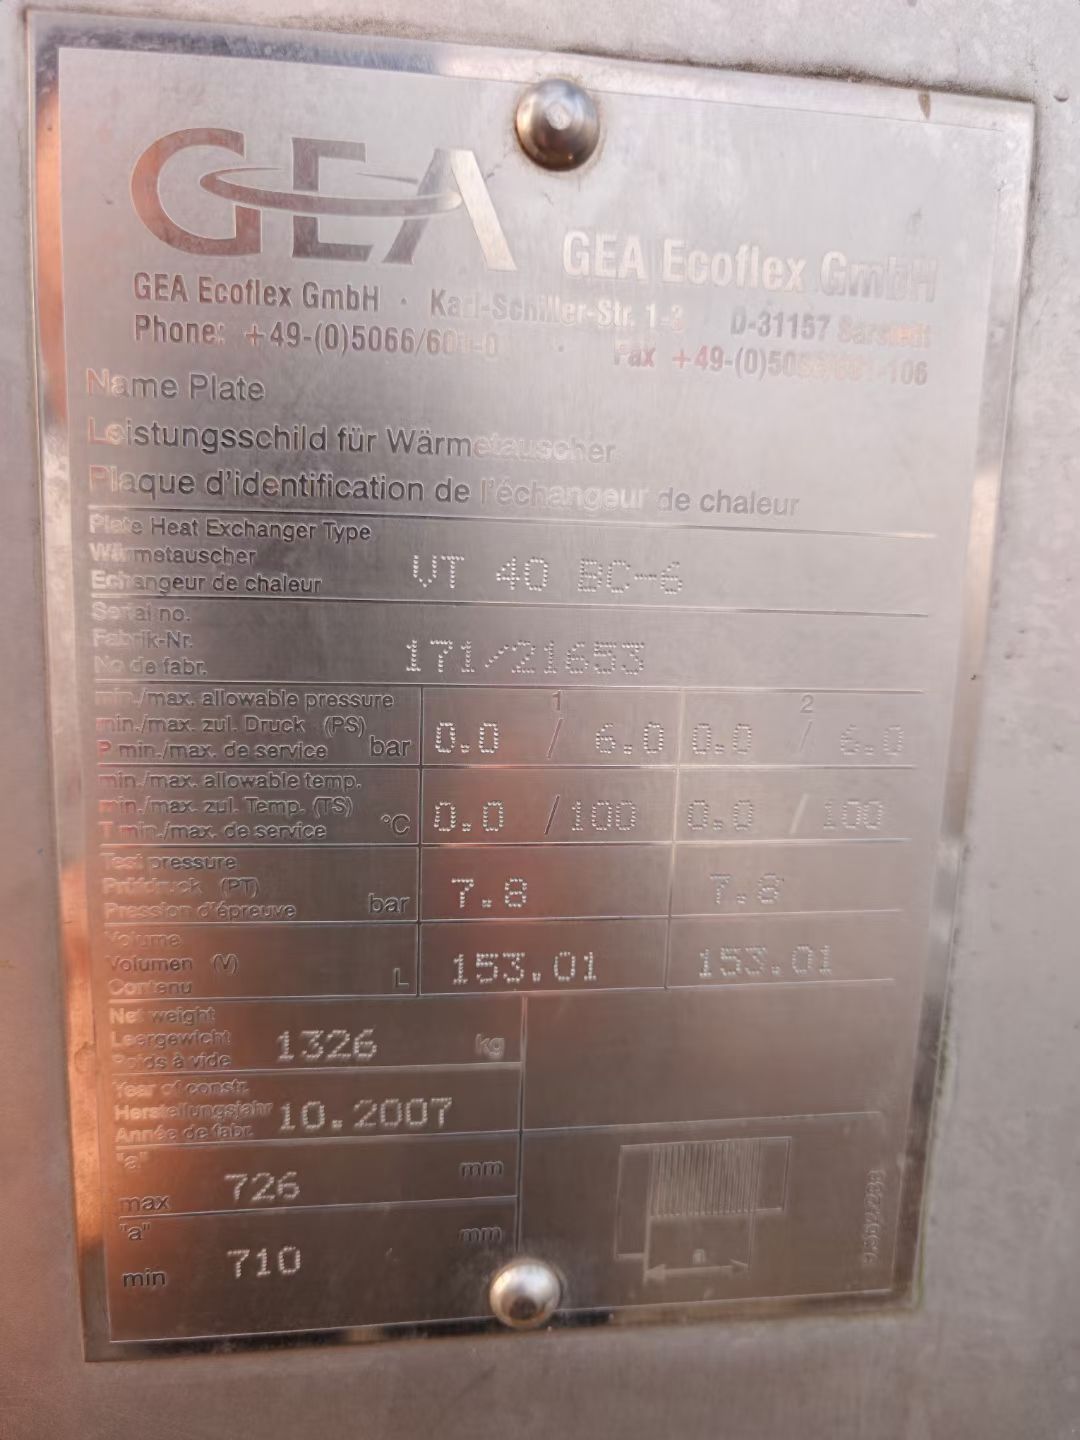 GEA
GEA Ecoflex GmbH
GEA Ecoflex GmbH · Karl-Schiller-Str. 1-3 D-31157 Sarstedt
Phone: +49-(0)5066/601-0 · Fax +49-(0)5066/601-106
Name Plate
Leistungsschild für Wärmetauscher
Plaque d'identification de l'échangeur de chaleur
Plate Heat Exchanger Type
Wärmetauscher
Echangeur de chaleur VT 40 BC-6
Serial no.
Fabrik-Nr.
No de fabr. 171/21653
min./max. allowable pressure 1 2
min./max. zul. Druck (PS)
P min./max. de service bar 0.0 / 6.0 0.0 / 6.0
min./max. allowable temp.
min./max. zul. Temp. (TS)
T min./max. de service °C 0.0 / 100 0.0 / 100
Test pressure
Prüfdruck (PT)
Pression d'épreuve bar 7.8 7.8
Volume
Volumen (V)
Contenu L 153.01 153.01
Net weight
Leergewicht
Poids à vide 1326 kg
Year of constr.
Herstellungsjahr
Année de fabr. 10.2007
"a"
max 726 mm
"a"
min 710 mm
a